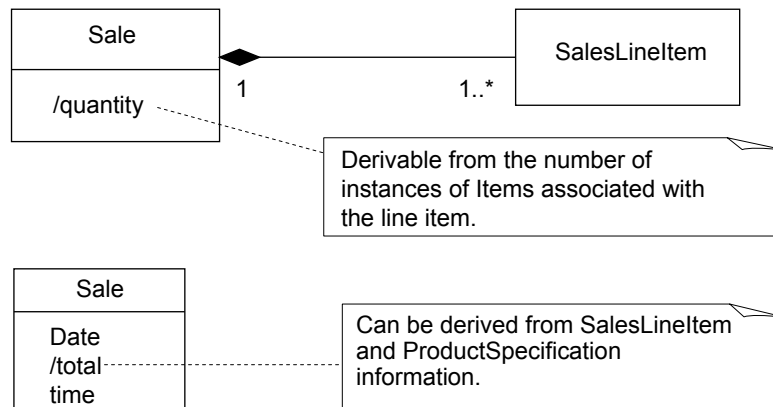 Sale
SalesLineItem
/quantity
1
1..*
Derivable from the number of
instances of Items associated with
the line item.
Sale
Date
/total
time
Can be derived from SalesLineItem
and ProductSpecification
information.